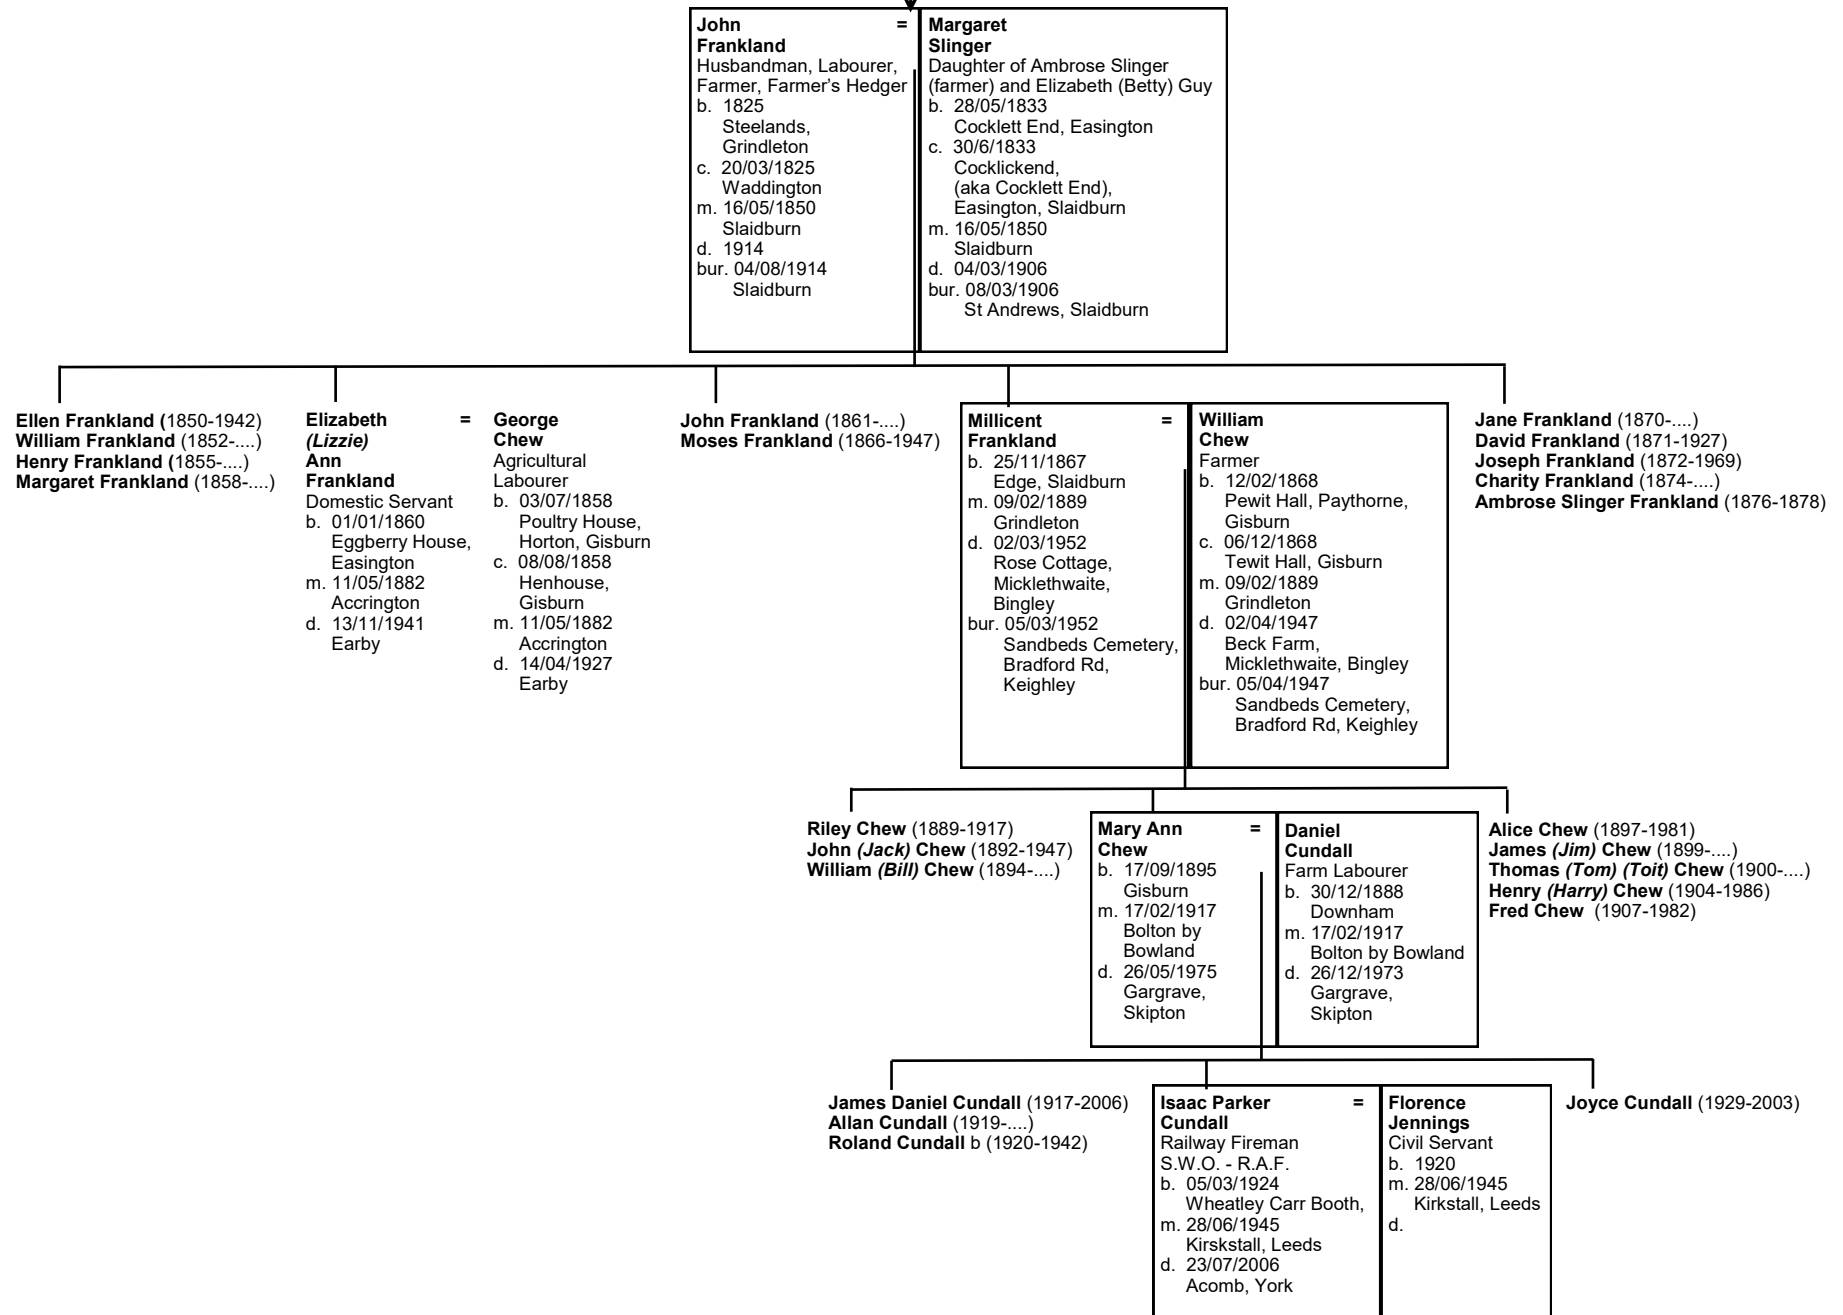 John =
Frankland
Husbandman, Labourer,
Farmer, Farmer's Hedger
b. 1825
Steelands,
Grindleton
c. 20/03/1825
Waddington
m. 16/05/1850
Slaidburn
d. 1914
bur. 04/08/1914
Slaidburn
Margaret
Slinger
Daughter of Ambrose Slinger
(farmer) and Elizabeth (Betty) Guy
b. 28/05/1833
Cocklett End, Easington
c. 30/6/1833
Cocklickend,
(aka Cocklett End),
Easington, Slaidburn
m. 16/05/1850
Slaidburn
d. 04/03/1906
bur. 08/03/1906
St Andrews, Slaidburn
Ellen Frankland (1850-1942)
William Frankland (1852-....)
Henry Frankland (1855-....)
Margaret Frankland (1858-....)
Elizabeth =
(Lizzie)
Ann
Frankland
Domestic Servant
b. 01/01/1860
Eggberry House,
Easington
m. 11/05/1882
Accrington
d. 13/11/1941
Earby
George
Chew
Agricultural
Labourer
b. 03/07/1858
Poultry House,
Horton, Gisburn
c. 08/08/1858
Henhouse,
Gisburn
m. 11/05/1882
Accrington
d. 14/04/1927
Earby
John Frankland (1861-....)
Moses Frankland (1866-1947)
Millicent =
Frankland
b. 25/11/1867
Edge, Slaidburn
m. 09/02/1889
Grindleton
d. 02/03/1952
Rose Cottage,
Micklethwaite,
Bingley
bur. 05/03/1952
Sandbeds Cemetery,
Bradford Rd,
Keighley
William
Chew
Farmer
b. 12/02/1868
Pewit Hall, Paythorne,
Gisburn
c. 06/12/1868
Tewit Hall, Gisburn
m. 09/02/1889
Grindleton
d. 02/04/1947
Beck Farm,
Micklethwaite, Bingley
bur. 05/04/1947
Sandbeds Cemetery,
Bradford Rd, Keighley
Jane Frankland (1870-....)
David Frankland (1871-1927)
Joseph Frankland (1872-1969)
Charity Frankland (1874-....)
Ambrose Slinger Frankland (1876-1878)
Riley Chew (1889-1917)
John (Jack) Chew (1892-1947)
William (Bill) Chew (1894-....)
Mary Ann =
Chew
b. 17/09/1895
Gisburn
m. 17/02/1917
Bolton by
Bowland
d. 26/05/1975
Gargrave,
Skipton
Daniel
Cundall
Farm Labourer
b. 30/12/1888
Downham
m. 17/02/1917
Bolton by Bowland
d. 26/12/1973
Gargrave,
Skipton
Alice Chew (1897-1981)
James (Jim) Chew (1899-....)
Thomas (Tom) (Toit) Chew (1900-....)
Henry (Harry) Chew (1904-1986)
Fred Chew (1907-1982)
James Daniel Cundall (1917-2006)
Allan Cundall (1919-....)
Roland Cundall b (1920-1942)
Isaac Parker =
Cundall
Railway Fireman
S.W.O. - R.A.F.
b. 05/03/1924
Wheatley Carr Booth,
m. 28/06/1945
Kirskstall, Leeds
d. 23/07/2006
Acomb, York
Florence
Jennings
Civil Servant
b. 1920
m. 28/06/1945
Kirkstall, Leeds
d.
Joyce Cundall (1929-2003)